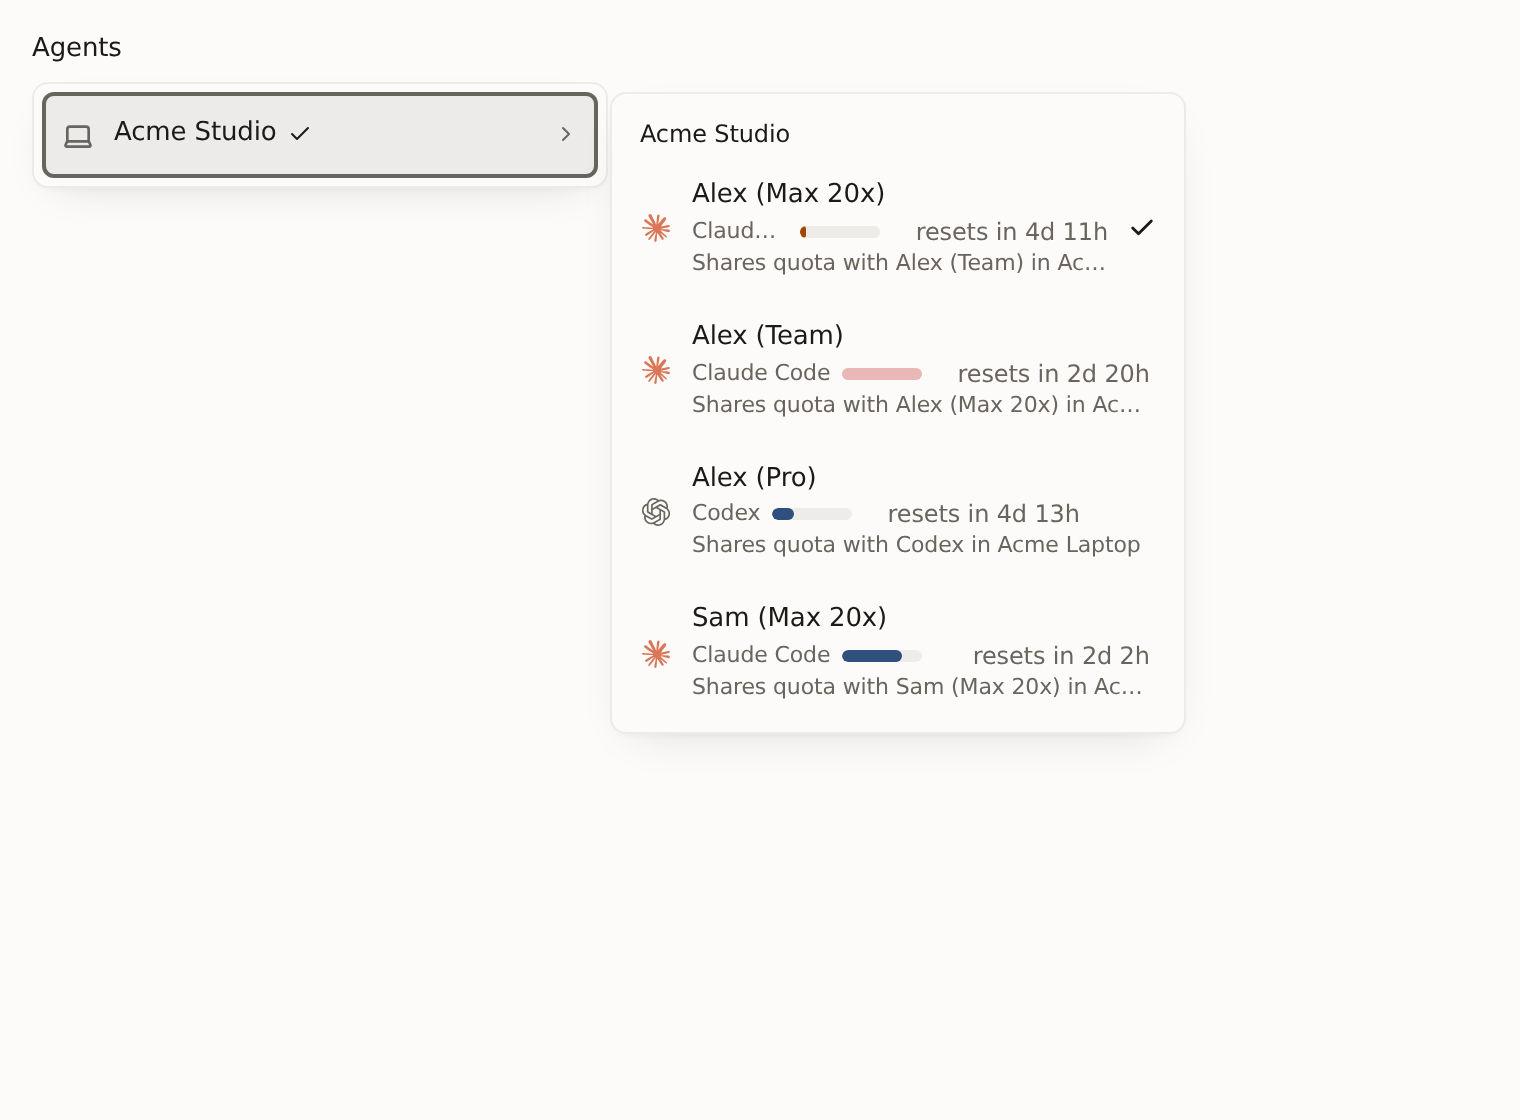 Agents
Acme Studio
Acme Studio
Alex (Max 20x)
Claud… resets in 4d 11h
Shares quota with Alex (Team) in Ac…
Alex (Team)
Claude Code resets in 2d 20h
Shares quota with Alex (Max 20x) in Ac…
Alex (Pro)
Codex resets in 4d 13h
Shares quota with Codex in Acme Laptop
Sam (Max 20x)
Claude Code resets in 2d 2h
Shares quota with Sam (Max 20x) in Ac…